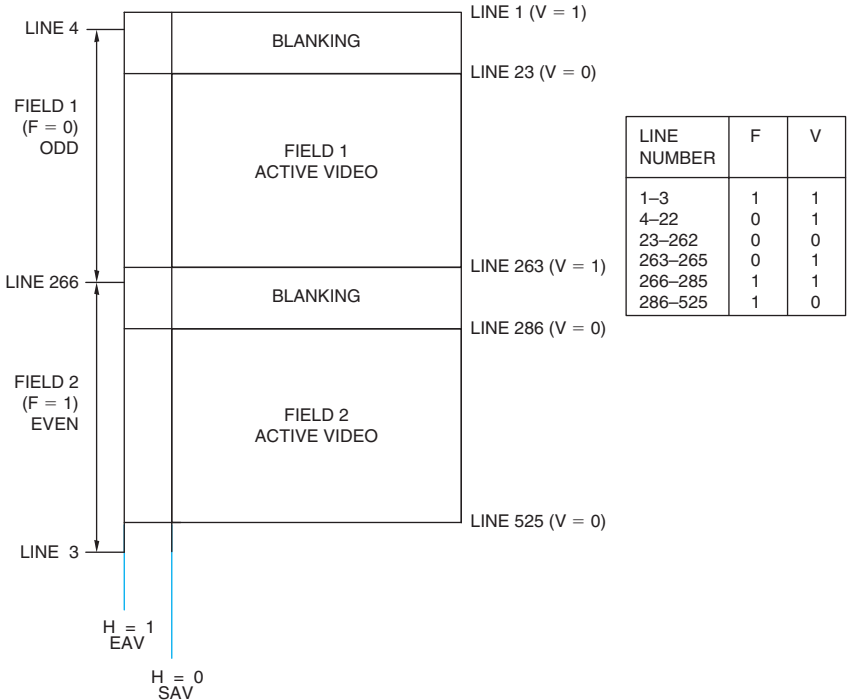 LINE 1 (V = 1)
LINE 4
BLANKING
LINE 23 (V = 0)
FIELD 1
(F = 0)
ODD
FIELD 1
ACTIVE VIDEO
LINE 263 (V = 1)
LINE 266
BLANKING
LINE 286 (V = 0)
FIELD 2
(F = 1)
EVEN
FIELD 2
ACTIVE VIDEO
LINE 525 (V = 0)
LINE 3
H = 1
EAV
H = 0
SAV
LINE NUMBER F V
1–3 1 1
4–22 0 1
23–262 0 0
263–265 0 1
266–285 1 1
286–525 1 0